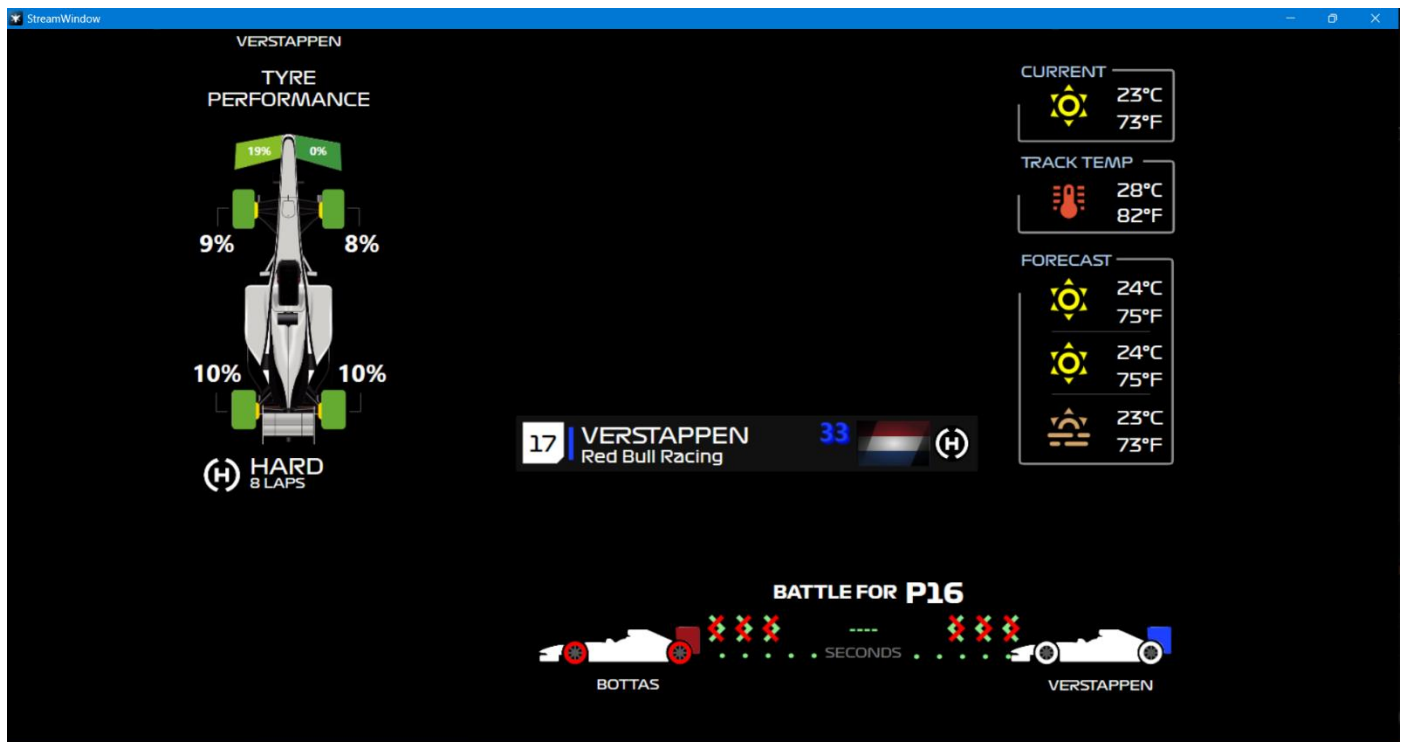 StreamWindow
VERSTAPPEN
TYRE
PERFORMANCE
19% 0%
9% 8%
10% 10%
H HARD
8 LAPS
CURRENT
23°C
73°F
TRACK TEMP
28°C
82°F
FORECAST
24°C
75°F
24°C
75°F
23°C
73°F
17 VERSTAPPEN 33 H
Red Bull Racing
BATTLE FOR P16
----
SECONDS
BOTTAS VERSTAPPEN